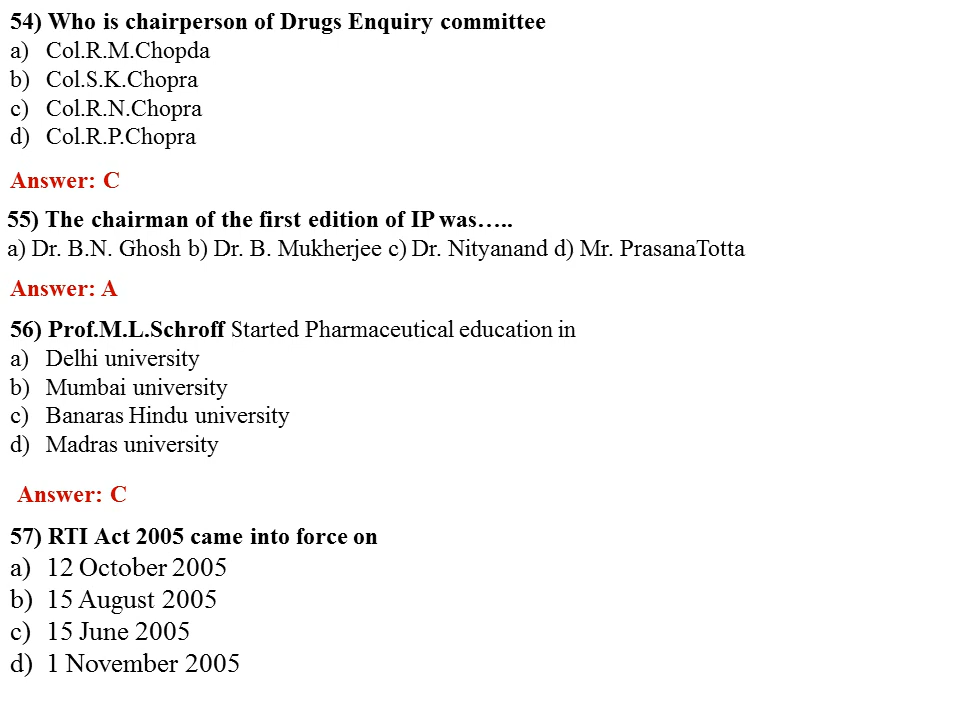 54) Who is chairperson of Drugs Enquiry committee
a) Col.R.M.Chopda
b) Col.S.K.Chopra
c) Col.R.N.Chopra
d) Col.R.P.Chopra
Answer: C
55) The chairman of the first edition of IP was…..
a) Dr. B.N. Ghosh b) Dr. B. Mukherjee c) Dr. Nityanand d) Mr. PrasanaTotta
Answer: A
56) Prof.M.L.Schroff Started Pharmaceutical education in
a) Delhi university
b) Mumbai university
c) Banaras Hindu university
d) Madras university
Answer: C
57) RTI Act 2005 came into force on
a) 12 October 2005
b) 15 August 2005
c) 15 June 2005
d) 1 November 2005